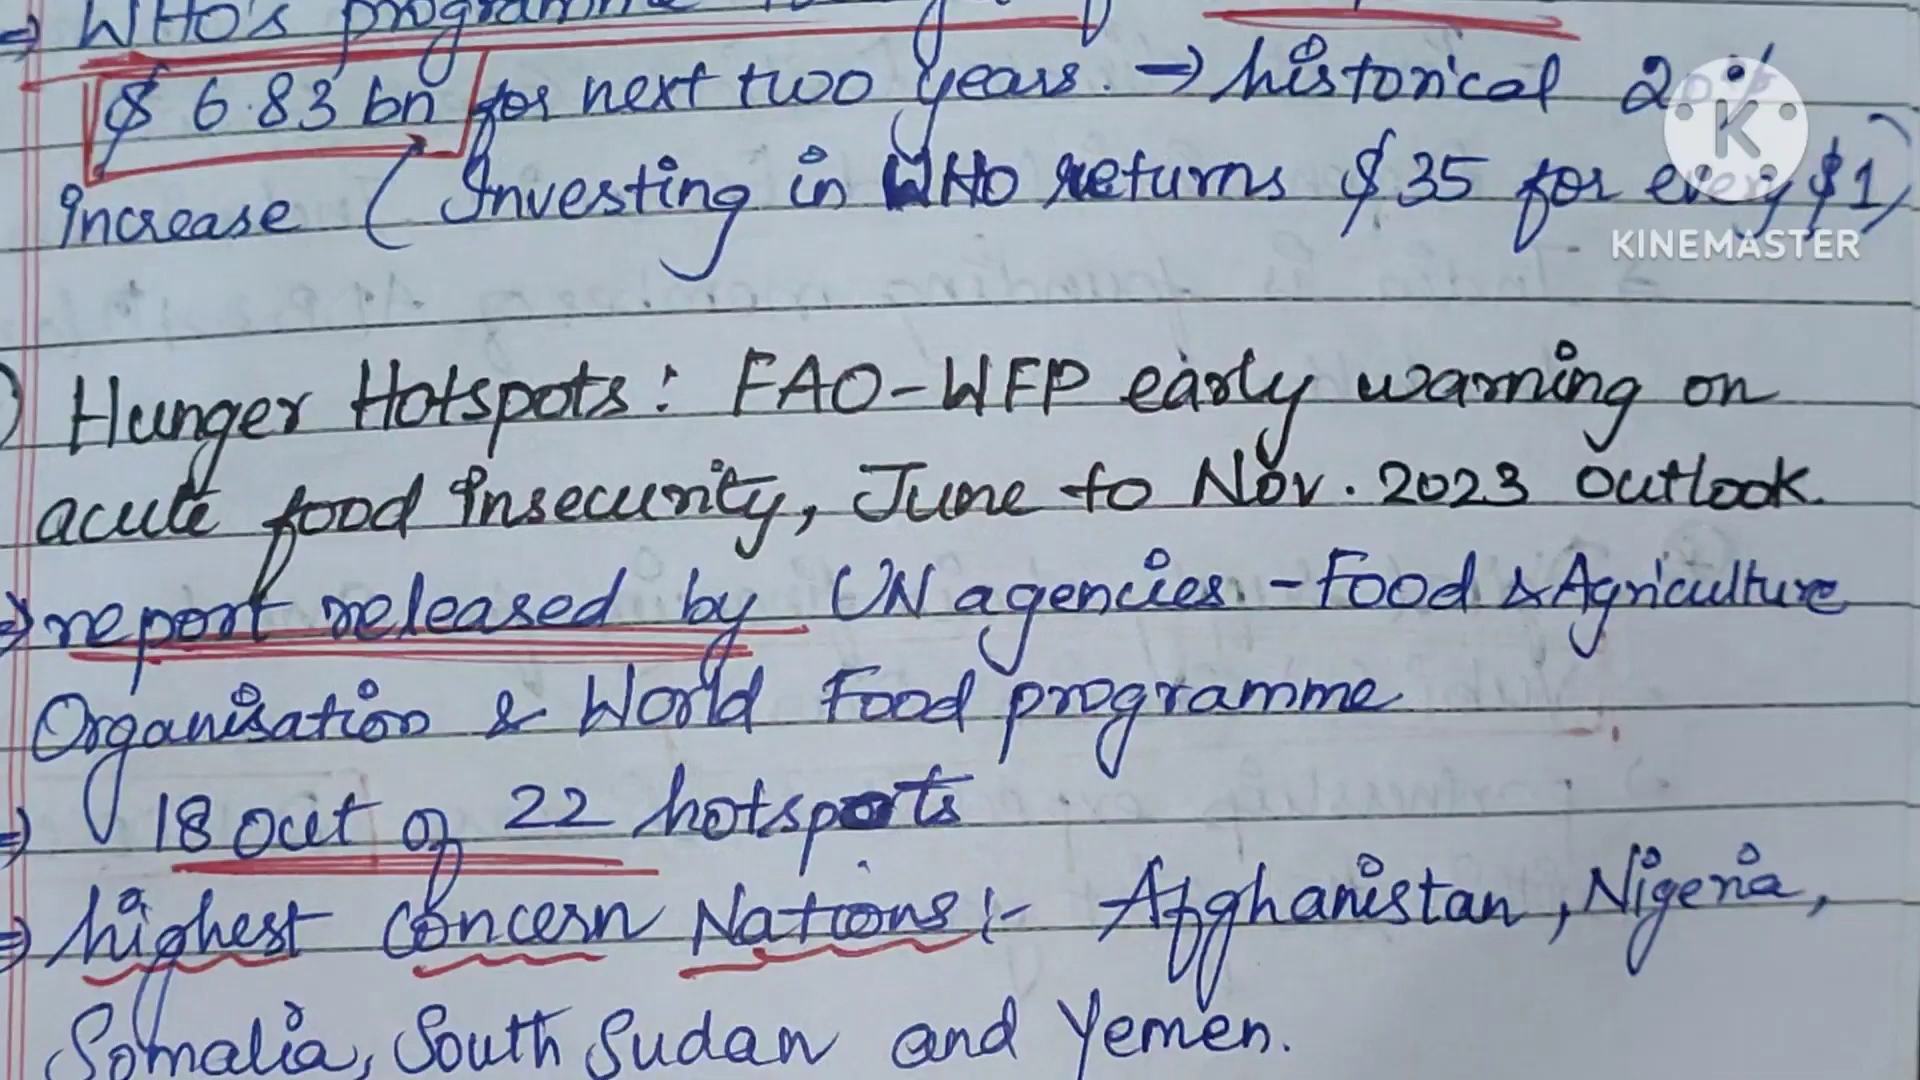 ⇒ WHO's programme
$ 6.83 bn for next two years. → historical 20%
increase (Investing in WHO returns $35 for every $1)
KINEMASTER
Hunger Hotspots: FAO-WFP early warning on
acute food insecurity, June to Nov. 2023 outlook.
⇒ report released by UN agencies - Food & Agriculture
Organisation & World Food programme
⇒ 18 out of 22 hotspots
⇒ highest concern Nations :- Afghanistan, Nigeria,
Somalia, South Sudan and Yemen.